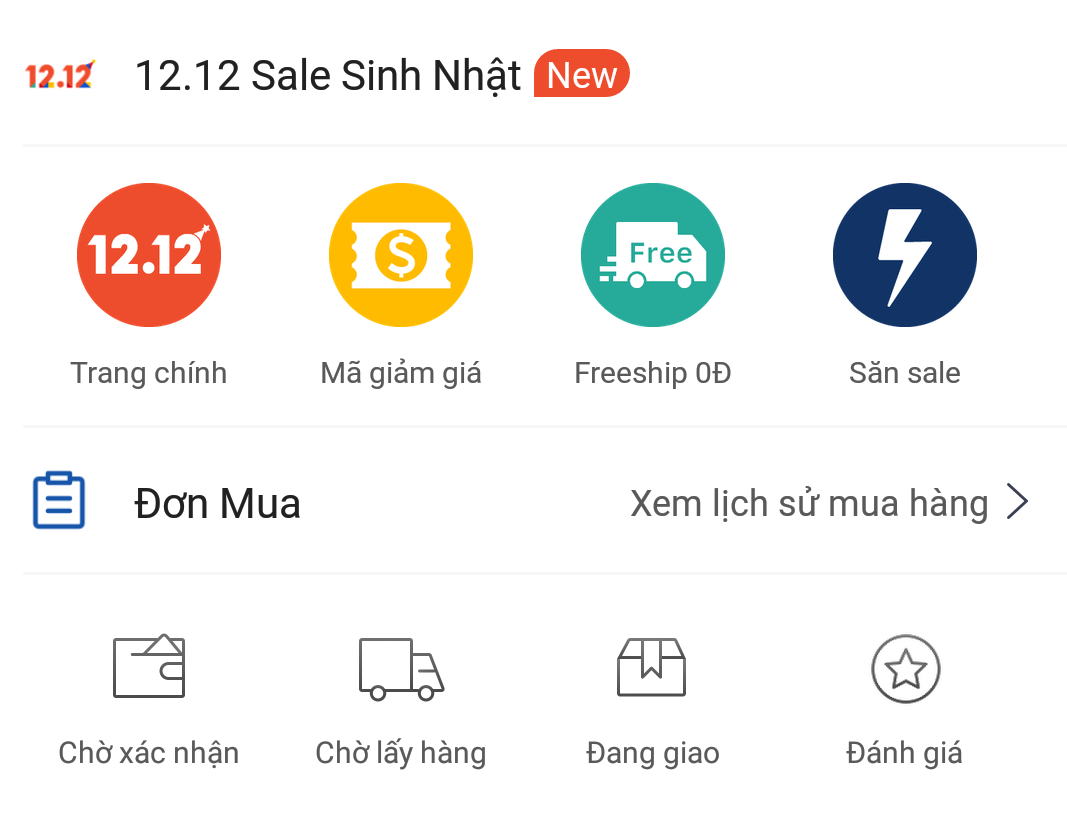 12.12 12.12 Sale Sinh Nhật New
12.12
Free
Trang chính Mã giảm giá Freeship 0Đ Săn sale
Đơn Mua Xem lịch sử mua hàng
Chờ xác nhận Chờ lấy hàng Đang giao Đánh giá